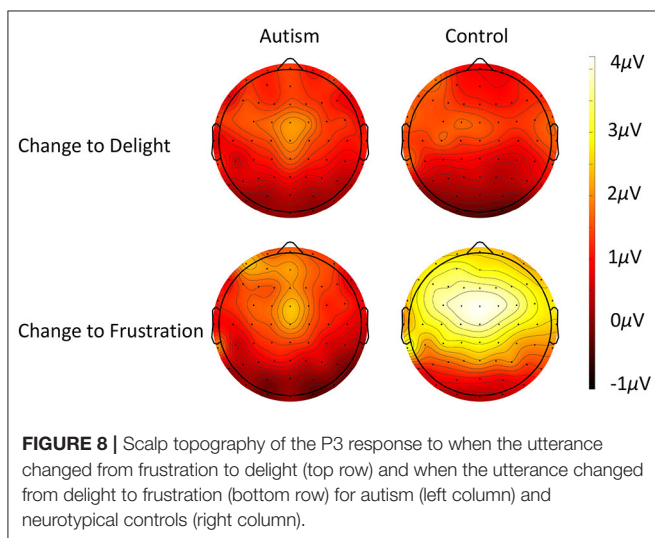 Autism Control
4μV
3μV
Change to Delight
2μV
1μV
Change to Frustration
0μV
-1μV
FIGURE 8 | Scalp topography of the P3 response to when the utterance
changed from frustration to delight (top row) and when the utterance changed
from delight to frustration (bottom row) for autism (left column) and
neurotypical controls (right column).